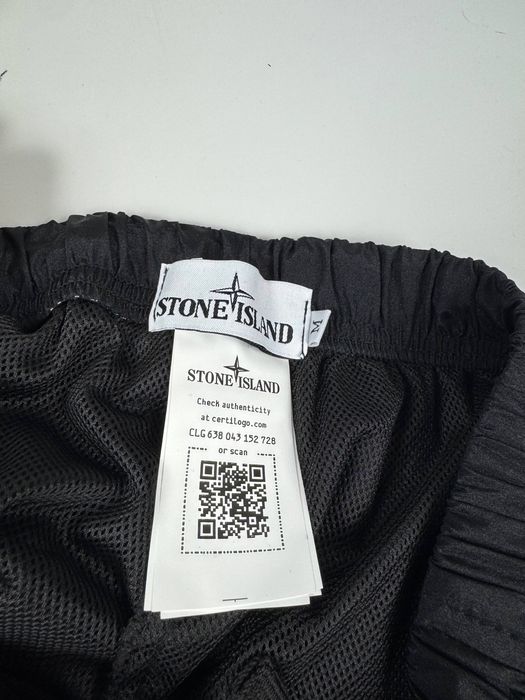 STONE ISLAND
M
STONE ISLAND
Check authenticity
at certilogo.com
CLG 638 043 152 728
or scan